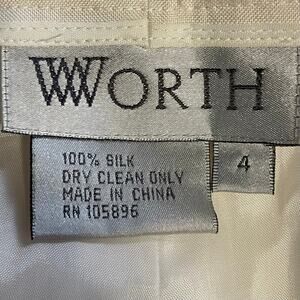 WORTH
100% SILK
DRY CLEAN ONLY
MADE IN CHINA
RN 105896
4